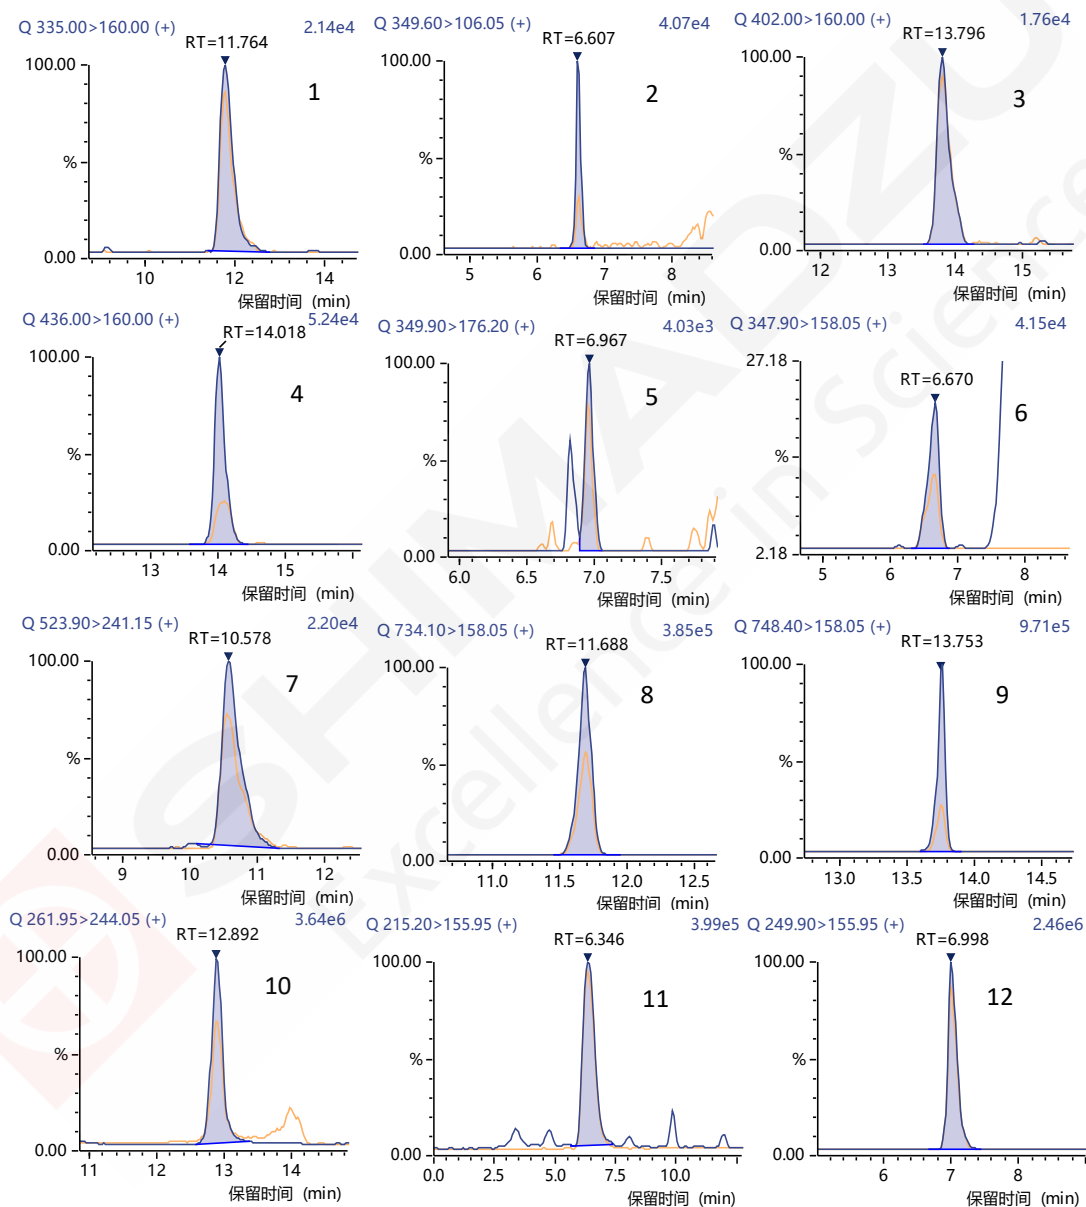 Q 335.00>160.00 (+) 2.14e4
RT=11.764
100.00
%
0.00
1
10 12 14
保留时间 (min)
Q 349.60>106.05 (+) 4.07e4
RT=6.607
100.00
%
0.00
2
5 6 7 8
保留时间 (min)
Q 402.00>160.00 (+) 1.76e4
RT=13.796
100.00
%
0.00
3
12 13 14 15
保留时间 (min)
Q 436.00>160.00 (+) 5.24e4
RT=14.018
100.00
%
0.00
4
13 14 15
保留时间 (min)
Q 349.90>176.20 (+) 4.03e3
RT=6.967
100.00
%
0.00
5
6.0 6.5 7.0 7.5
保留时间 (min)
Q 347.90>158.05 (+) 4.15e4
RT=6.670
27.18
%
2.18
6
5 6 7 8
保留时间 (min)
Q 523.90>241.15 (+) 2.20e4
RT=10.578
100.00
%
0.00
7
9 10 11 12
保留时间 (min)
Q 734.10>158.05 (+) 3.85e5
RT=11.688
100.00
%
0.00
8
11.0 11.5 12.0 12.5
保留时间 (min)
Q 748.40>158.05 (+) 9.71e5
RT=13.753
100.00
%
0.00
9
13.0 13.5 14.0 14.5
保留时间 (min)
Q 261.95>244.05 (+) 3.64e6
RT=12.892
100.00
%
0.00
10
11 12 13 14
保留时间 (min)
Q 215.20>155.95 (+) 3.99e5
RT=6.346
100.00
%
0.00
11
0.0 2.5 5.0 7.5 10.0
保留时间 (min)
Q 249.90>155.95 (+) 2.46e6
RT=6.998
100.00
%
0.00
12
6 7 8
保留时间 (min)
SHIMADZU
Excellence in Science